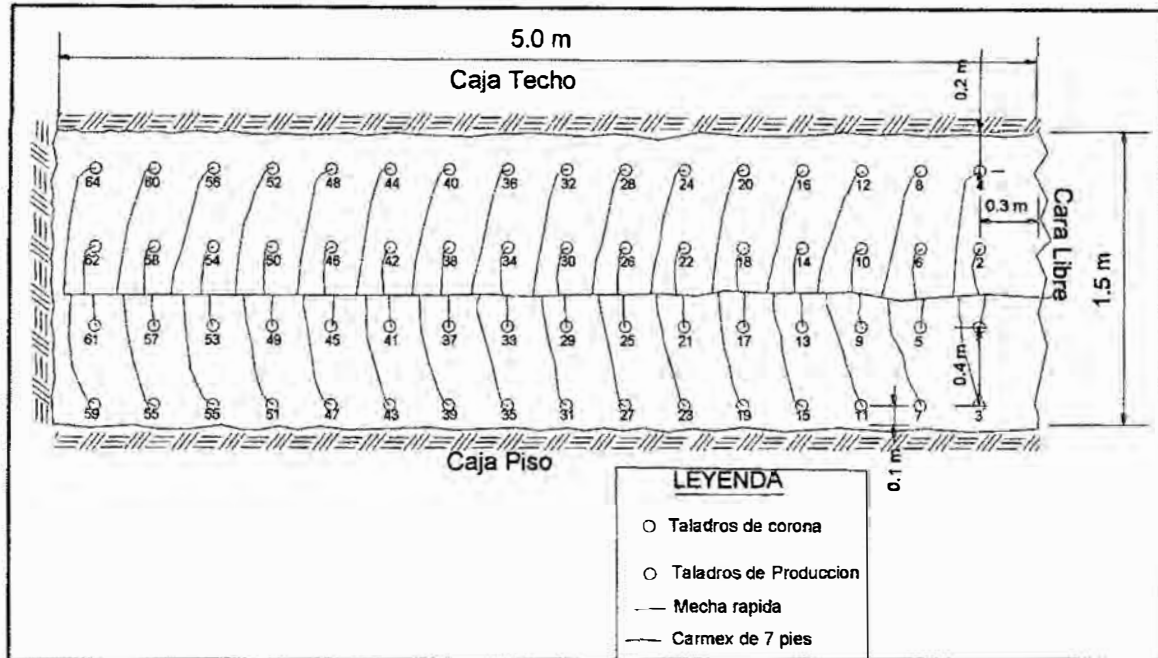 5.0 m
Caja Techo
0.2 m
64 60 56 52 48 44 40 36 32 28 24 20 16 12 8 4
0.3 m
Cara Libre
1.5 m
62 58 54 50 46 42 38 34 30 26 22 18 14 10 6 2
61 57 53 49 45 41 37 33 29 25 21 17 13 9 5
0.4 m
59 55 51 47 43 39 35 31 27 23 19 15 11 7 3
0.1 m
Caja Piso
LEYENDA
Taladros de corona
Taladros de Produccion
Mecha rapida
Carmex de 7 pies